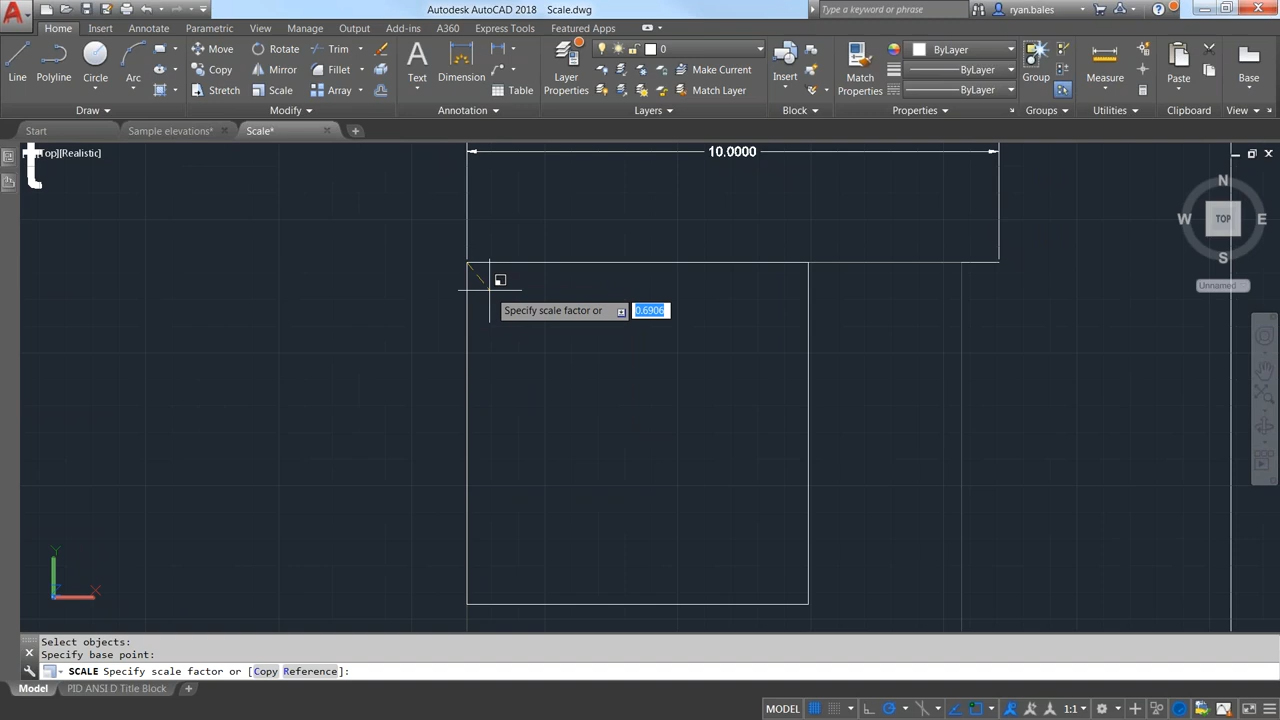 Autodesk AutoCAD 2018 Scale.dwg
Type a keyword or phrase
ryan.bales
Home Insert Annotate Parametric View Manage Output Add-ins A360 Express Tools Featured Apps
Line Polyline Circle Arc
Move Rotate Trim
Copy Mirror Fillet
Stretch Scale Array
Text Dimension
Table
Layer
Properties
0
Make Current
Match Layer
Insert
Match
Properties
ByLayer
ByLayer
ByLayer
Group Measure Paste Base
Draw Modify Annotation Layers Block Properties Groups Utilities Clipboard View
Start Sample elevations* Scale*
[Top][Realistic]
t
10.0000
N
W TOP E
S
Unnamed
Specify scale factor or 0.6906
Y
X
Select objects:
Specify base point:
SCALE Specify scale factor or [Copy Reference]:
Model PID ANSI D Title Block
MODEL 1:1